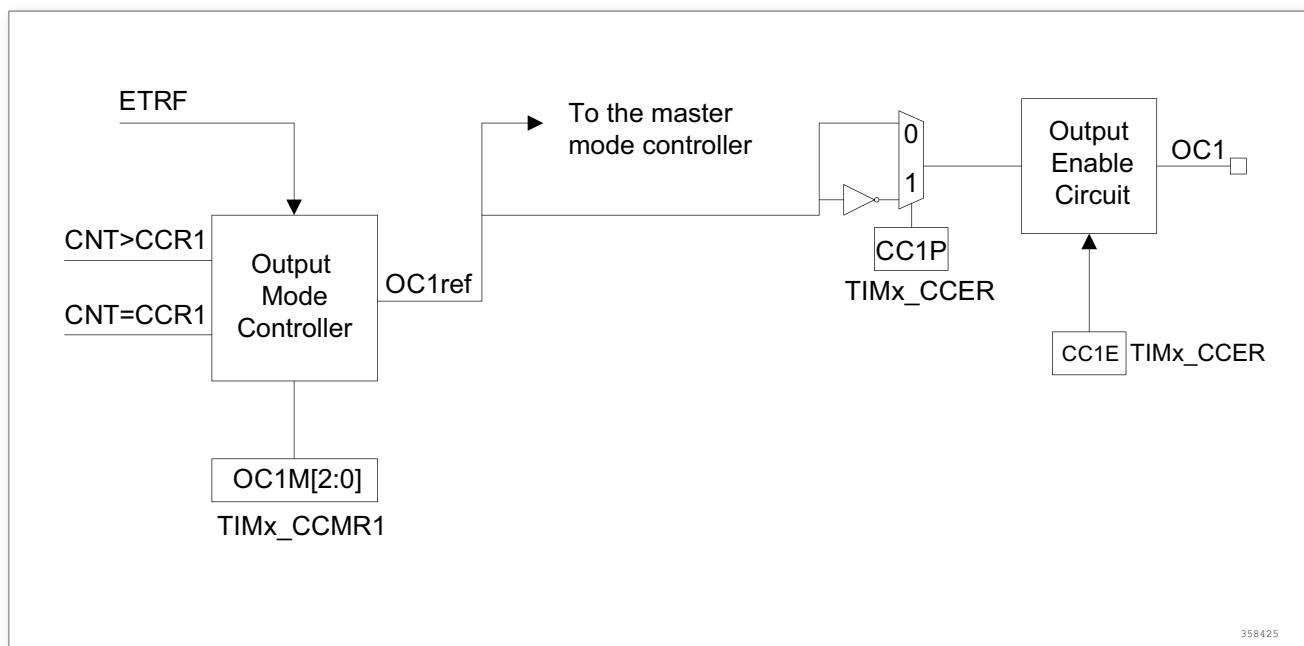 ETRF
To the master
mode controller
0
1
Output
Enable
Circuit
OC1
CNT>CCR1
CNT=CCR1
Output
Mode
Controller
OC1ref
CC1P
TIMx_CCER
CC1E
TIMx_CCER
OC1M[2:0]
TIMx_CCMR1
358425